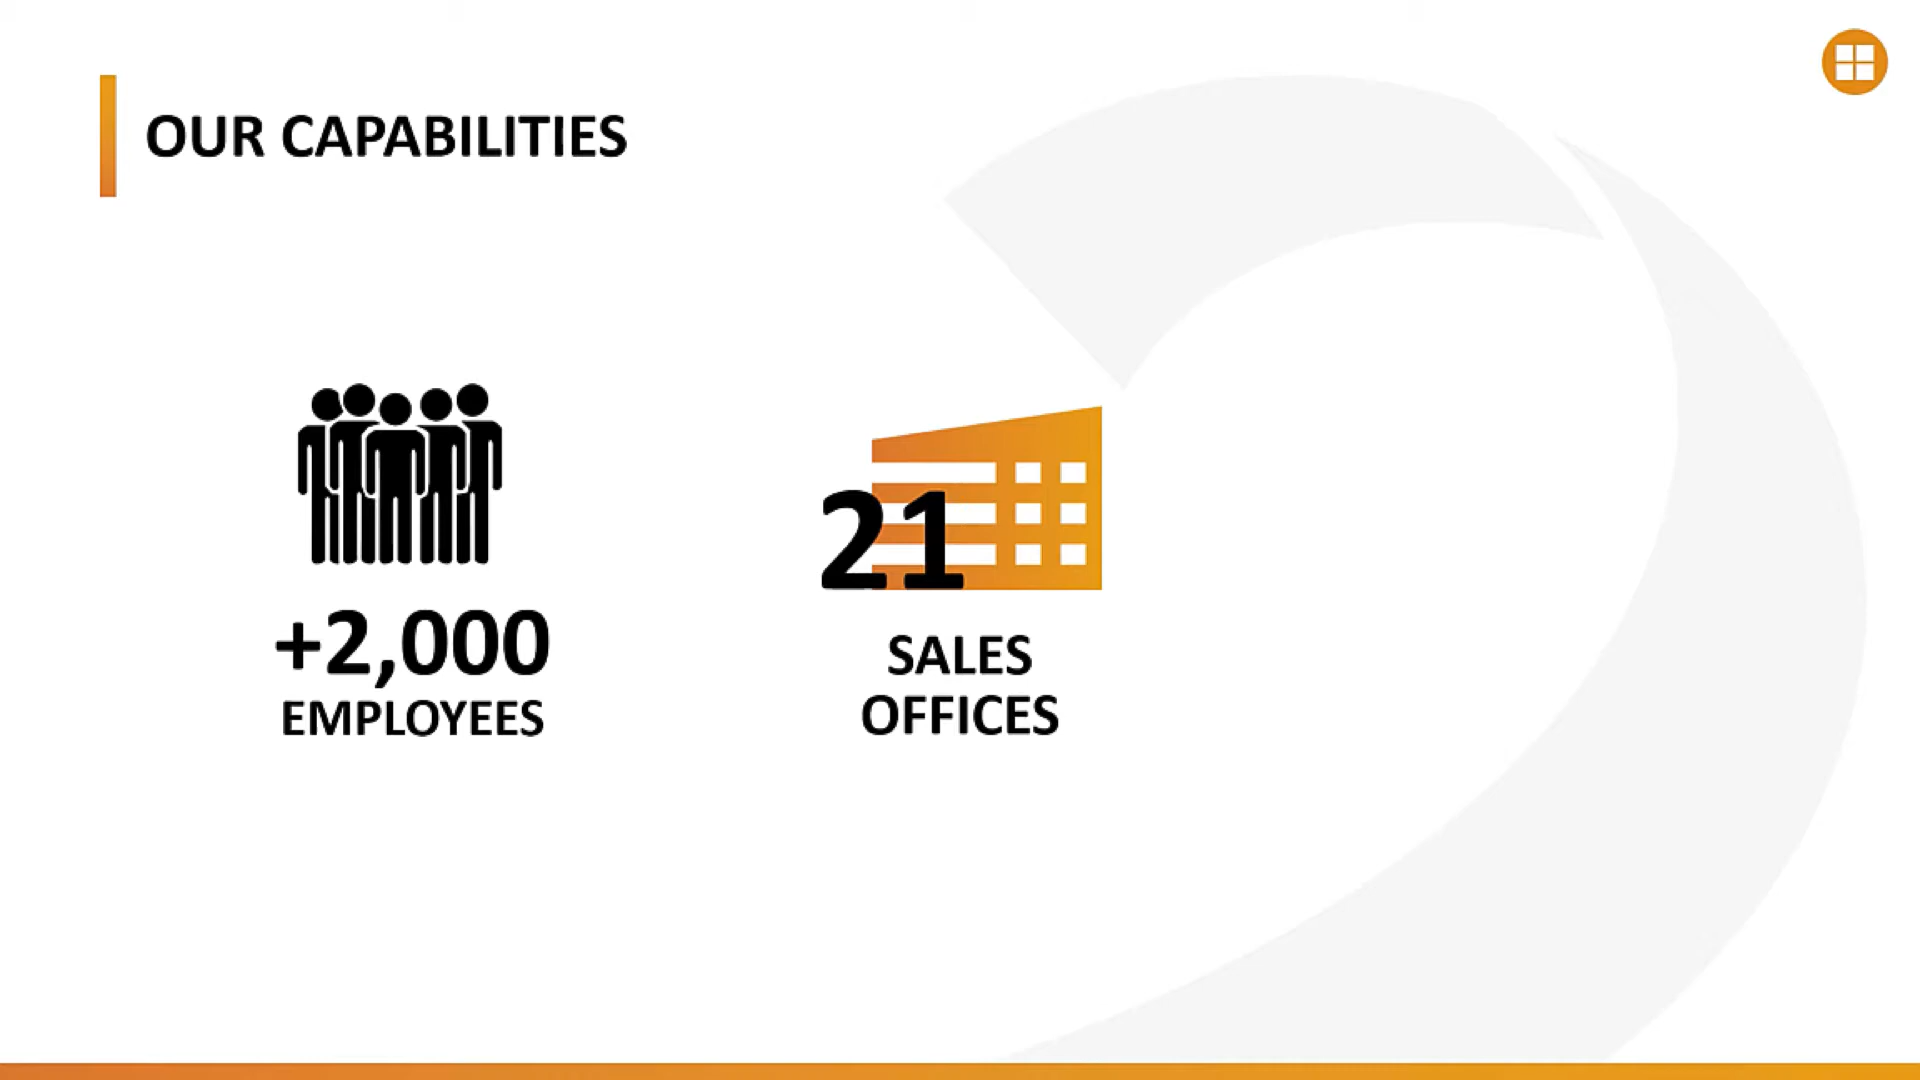 OUR CAPABILITIES
+2,000
EMPLOYEES
21
SALES
OFFICES